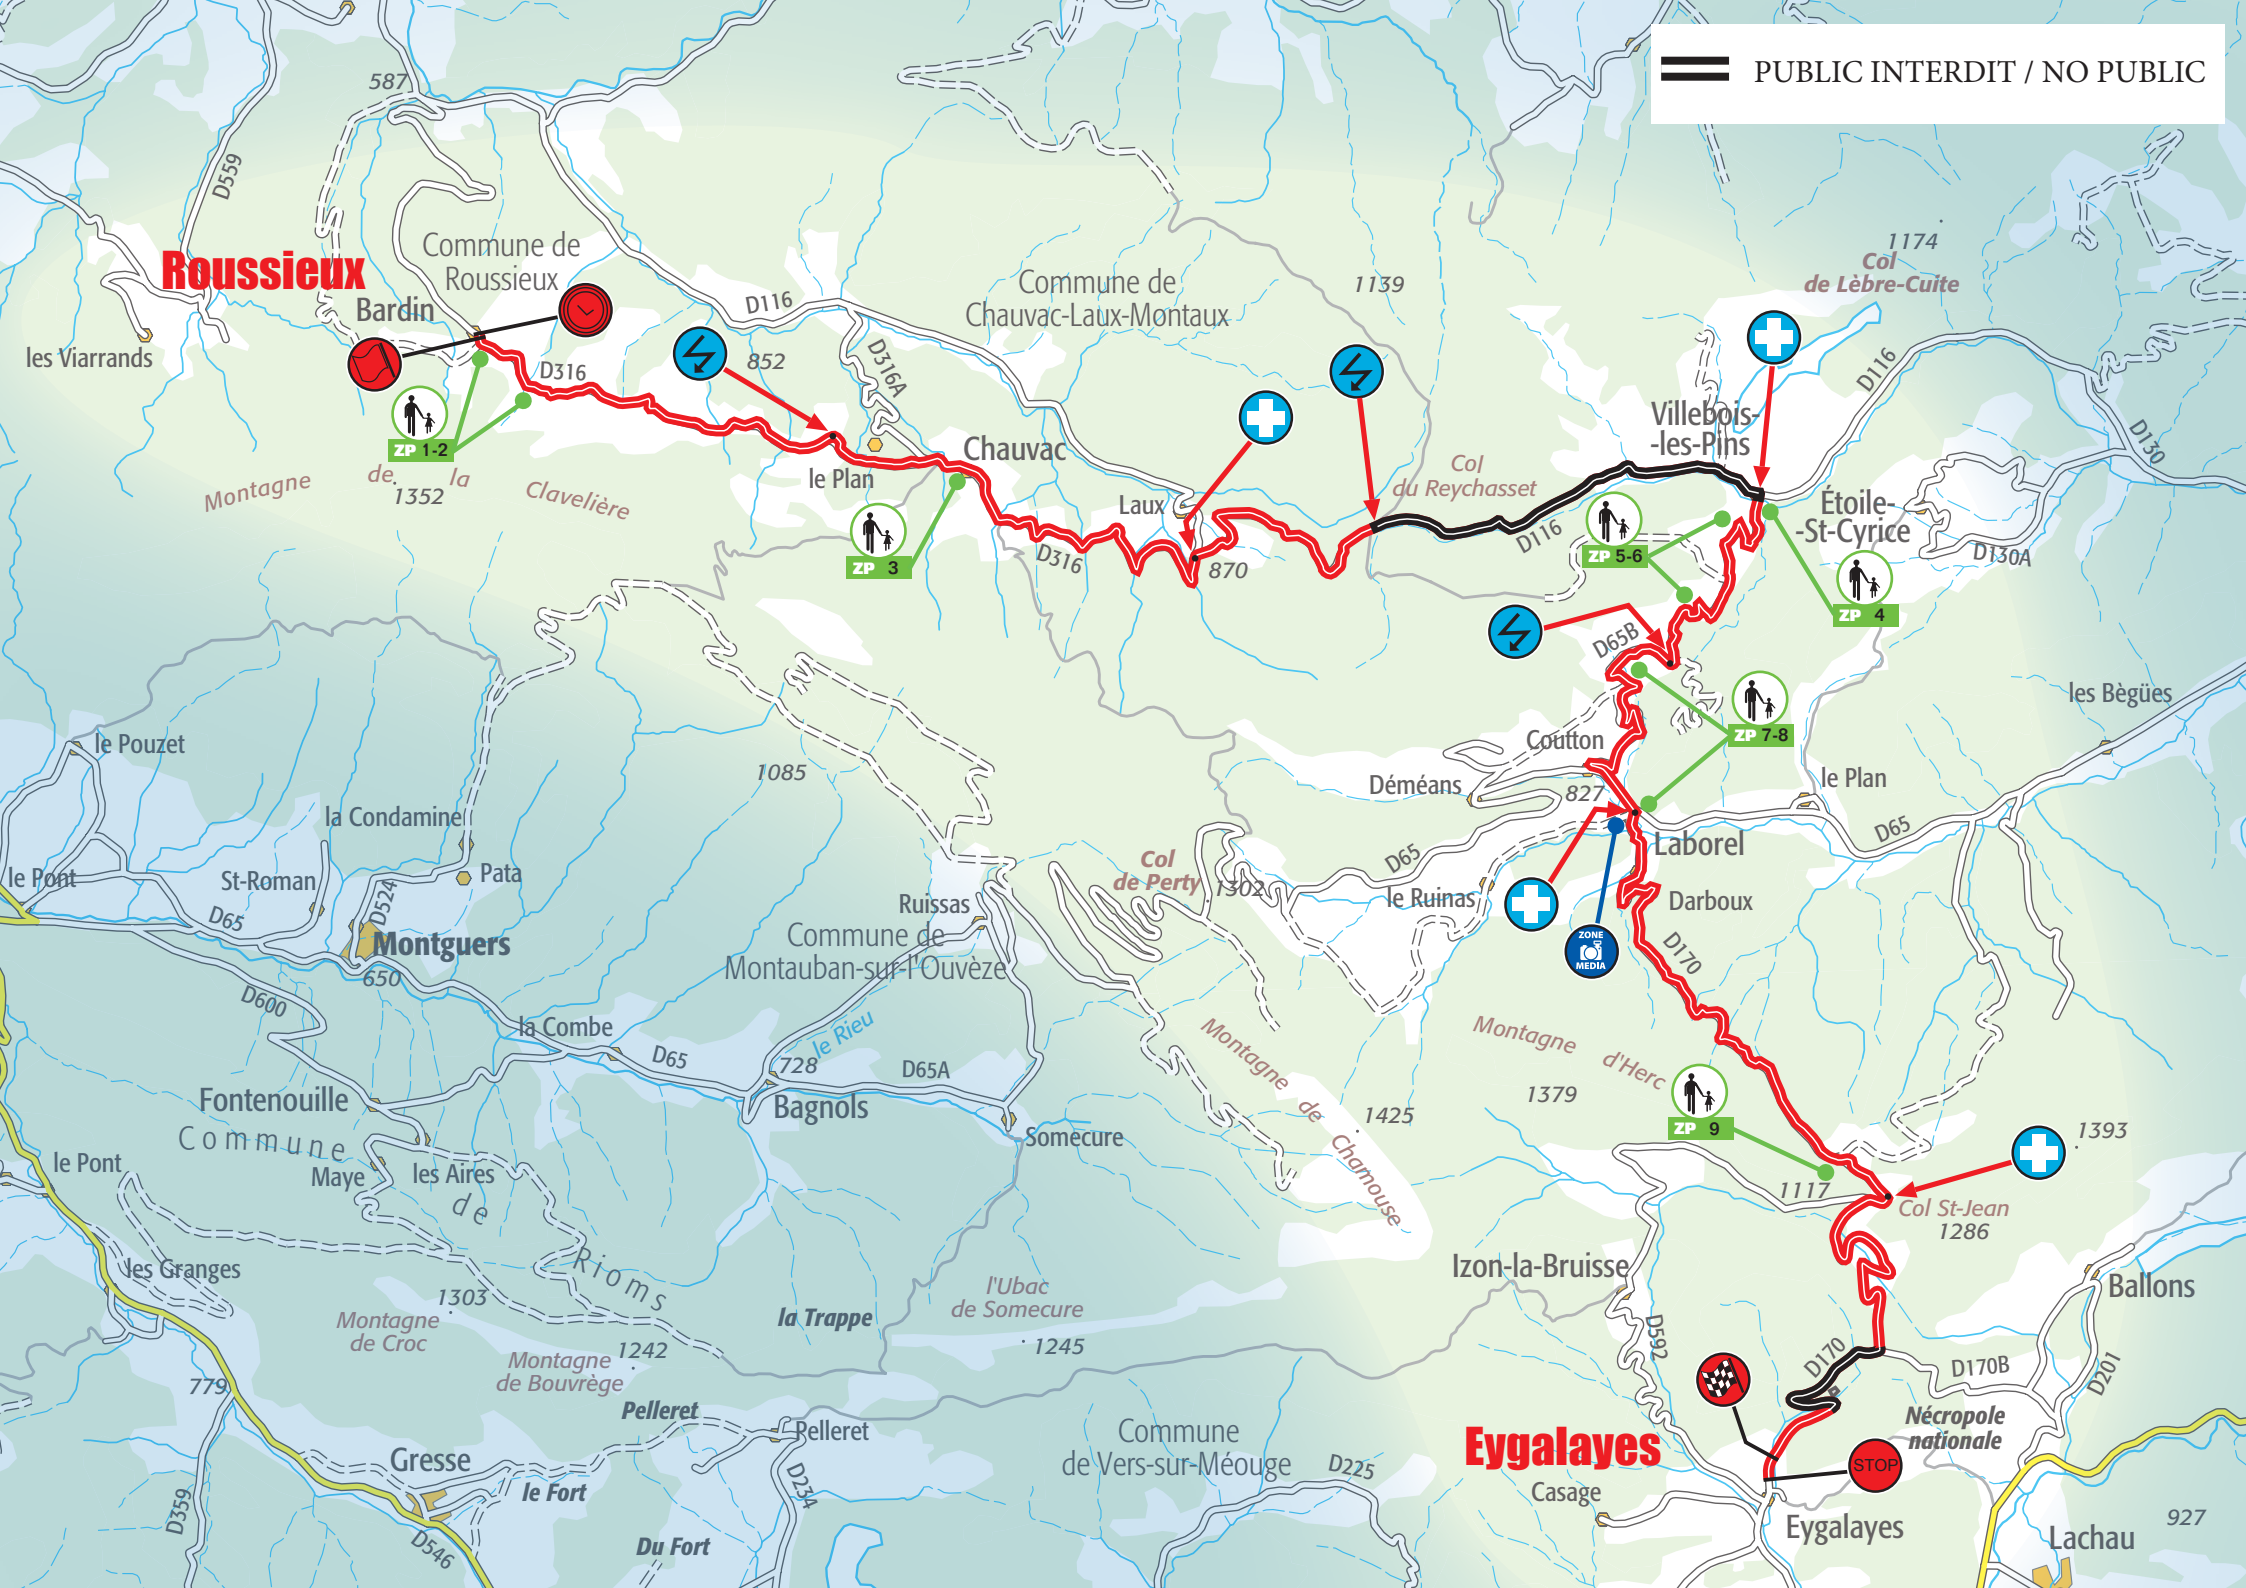 PUBLIC INTERDIT / NO PUBLIC
587
D559
Roussieux
Commune de
Roussieux
Bardin
les Viarrands
D316
ZP 1-2
Montagne de la Clavelière
1352
852
D116
D316A
le Plan
Chauvac
ZP 3
Commune de
Chauvac-Laux-Montaux
Laux
D316
870
1139
Col
du Reychasset
D116
1174
Col
de Lèbre-Cuite
Villebois-
-les-Pins
D116
D130
Étoile-
-St-Cyrice
D130A
ZP 5-6
ZP 4
D65B
ZP 7-8
les Bègües
le Plan
Coutton
Déméans
827
Laborel
D65
D65
le Ruinas
Darboux
ZONE
MEDIA
D170
le Pouzet
1085
la Condamine
Pata
St-Roman
le Pont
D65
D524
Montguers
650
D600
Ruissas
Commune de
Montauban-sur-l'Ouvèze
Col
de Perty
1302
la Combe
D65
le Rieu
728
D65A
Bagnols
Somecure
Montagne de Chamouse
1425
Montagne d'Herc
1379
ZP 9
1117
1393
Col St-Jean
1286
Fontenouille
Commune de Rioms
Maye
les Aires
le Pont
les Granges
1303
Montagne
de Croc
1242
Montagne
de Bouvrège
la Trappe
l'Ubac
de Somecure
1245
Izon-la-Bruisse
D592
Ballons
D170
D170B
D201
779
Pelleret
Pelleret
Gresse
le Fort
D359
D546
D234
Du Fort
Commune
de Vers-sur-Méouge
D225
Eygalayes
Casage
STOP
Nécropole
nationale
Eygalayes
Lachau
927